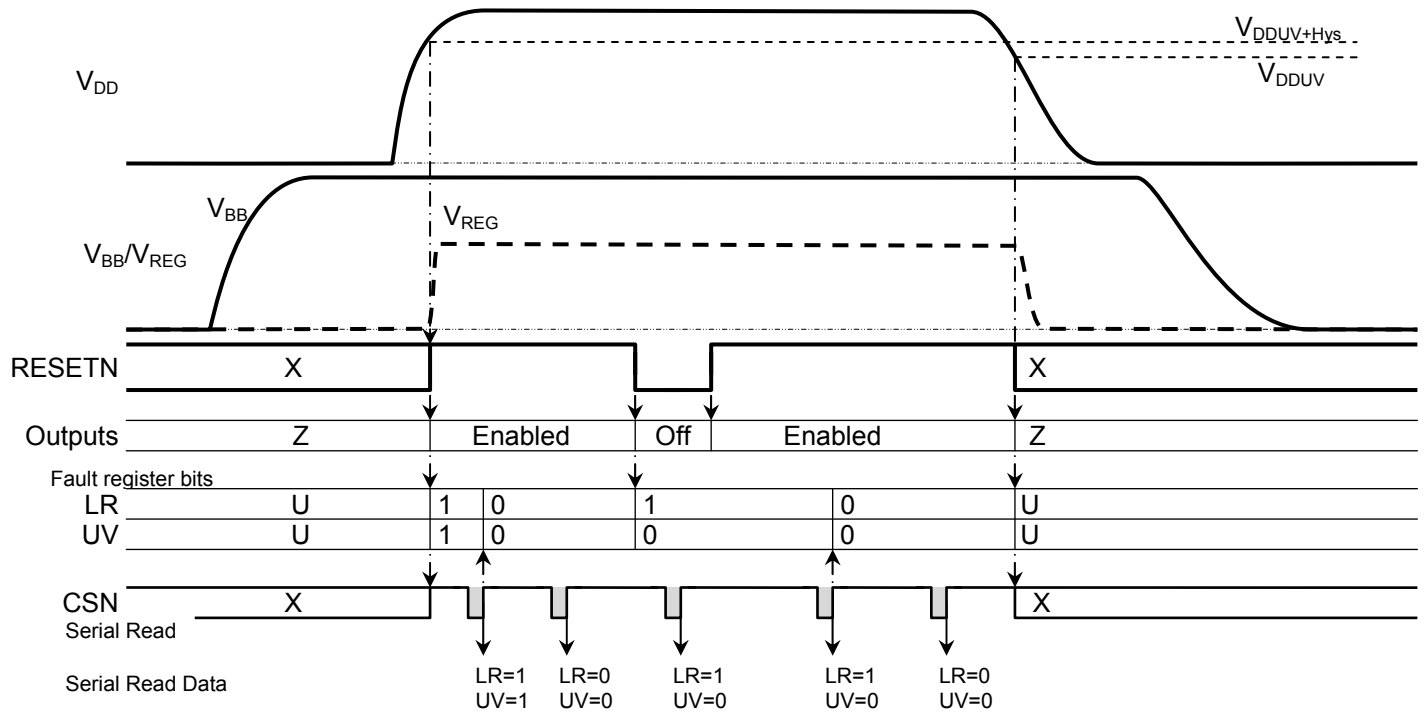 V_DDUV+Hys
V_DD
V_DDUV
V_BB
V_REG
V_BB/V_REG
RESETN X X
Outputs Z Enabled Off Enabled Z
Fault register bits
LR U 1 0 1 0 U
UV U 1 0 0 0 U
CSN X X
Serial Read
LR=1 LR=0 LR=1 LR=1 LR=0
Serial Read Data
UV=1 UV=0 UV=0 UV=0 UV=0